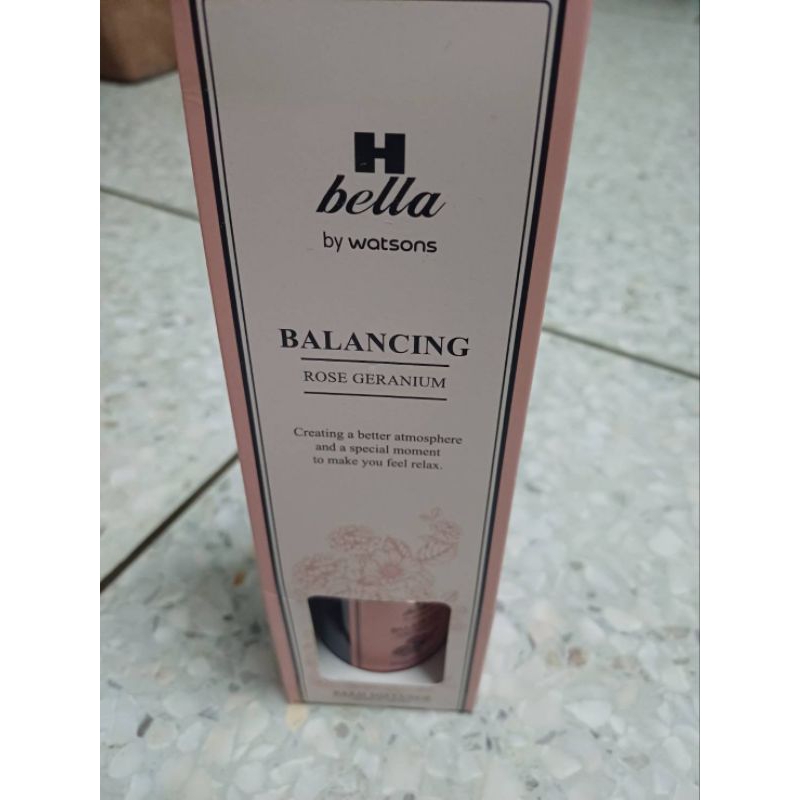 H
bella
by watsons
BALANCING
ROSE GERANIUM
Creating a better atmosphere
and a special moment
to make you feel relax.